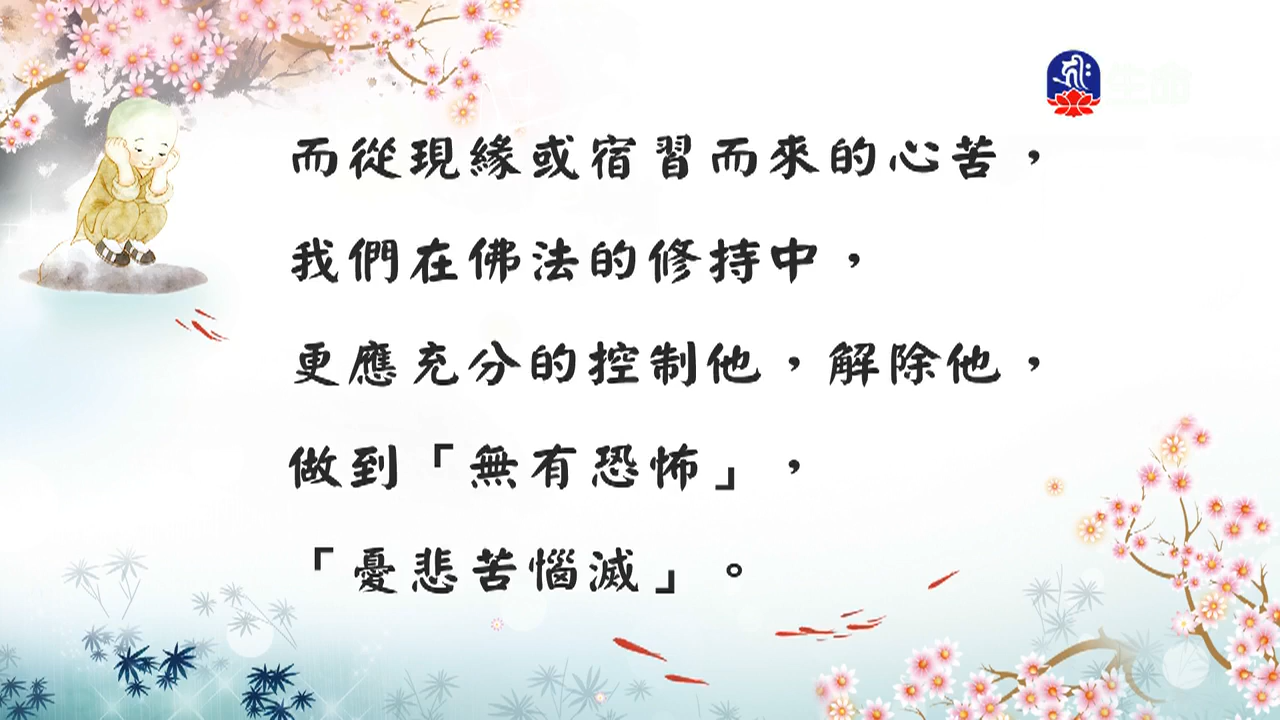 而從現緣或宿習而來的心苦，
我們在佛法的修持中，
更應充分的控制他，解除他，
做到「無有恐怖」，
「憂悲苦惱滅」。